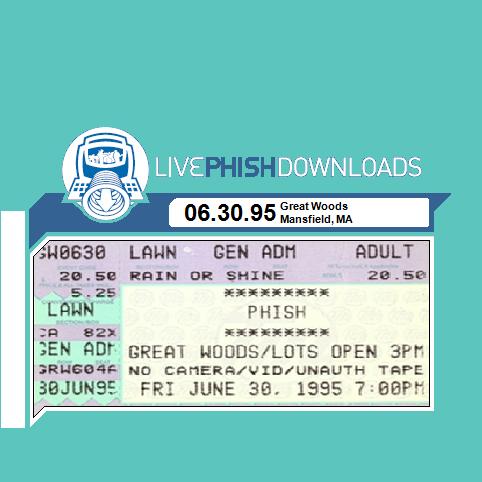 LIVEPHISHDOWNLOADS
06.30.95 Great Woods
Mansfield, MA
GW0630 LAWN GEN ADM ADULT
20.50 RAIN OR SHINE 20.50
5.25 *********
LAWN PHISH
*********
CA 82X
GEN ADM GREAT WOODS/LOTS OPEN 3PM
GRW604A NO CAMERA/VID/UNAUTH TAPE
30JUN95 FRI JUNE 30, 1995 7:00PM